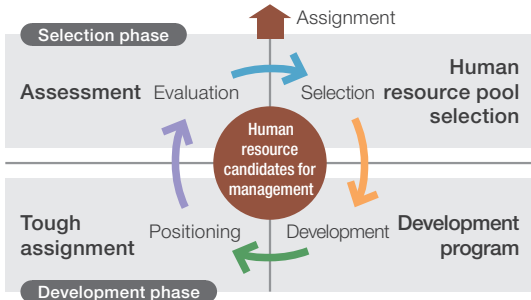 Assignment
Selection phase
Assessment
Evaluation
Selection
Human
resource pool
selection
Human
resource
candidates for
management
Tough
assignment
Positioning
Development
Development
program
Development phase